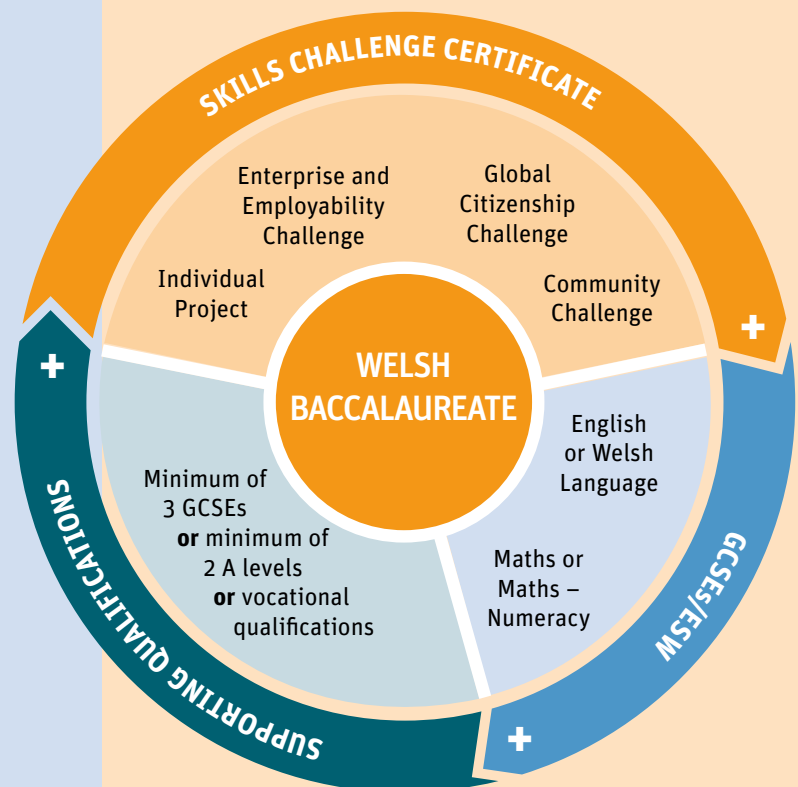 SKILLS CHALLENGE CERTIFICATE
Individual
Project
Enterprise and
Employability
Challenge
Global
Citizenship
Challenge
Community
Challenge
+
WELSH
BACCALAUREATE
English
or Welsh
Language
Maths or
Maths –
Numeracy
GCSEs/ESW
+
Minimum of
3 GCSEs
or minimum of
2 A levels
or vocational
qualifications
SUPPORTING QUALIFICATIONS
+